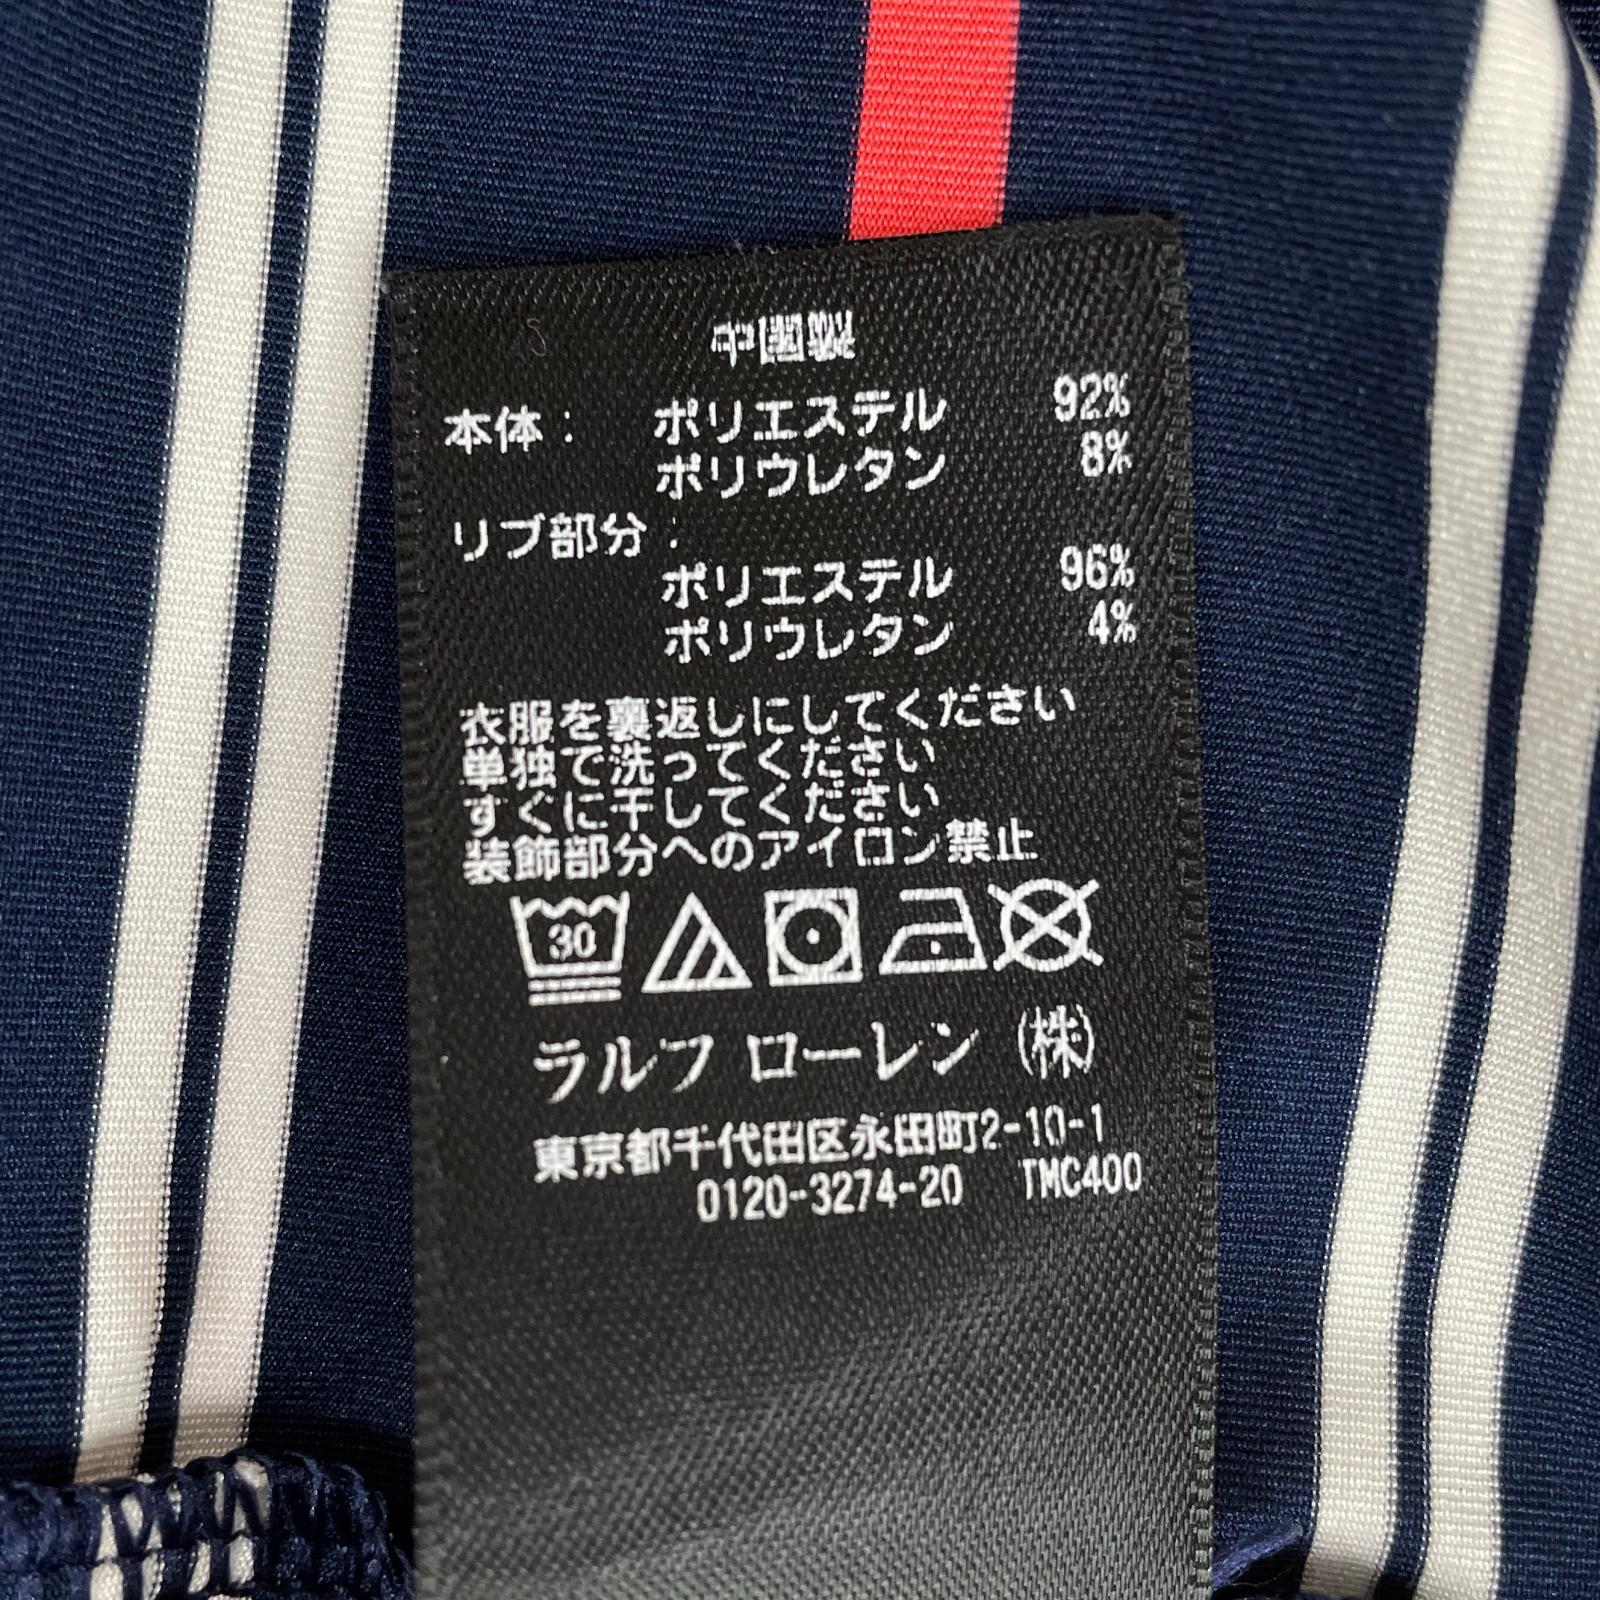 中國製
本体: ポリエステル 92%
ポリウレタン 8%
リブ部分:
ポリエステル 96%
ポリウレタン 4%
衣服を裏返しにしてください
単独で洗ってください
すぐに干してください
装飾部分へのアイロン禁止
30
ラルフ ローレン (株)
東京都千代田区永田町2-10-1
0120-3274-20 TMC400